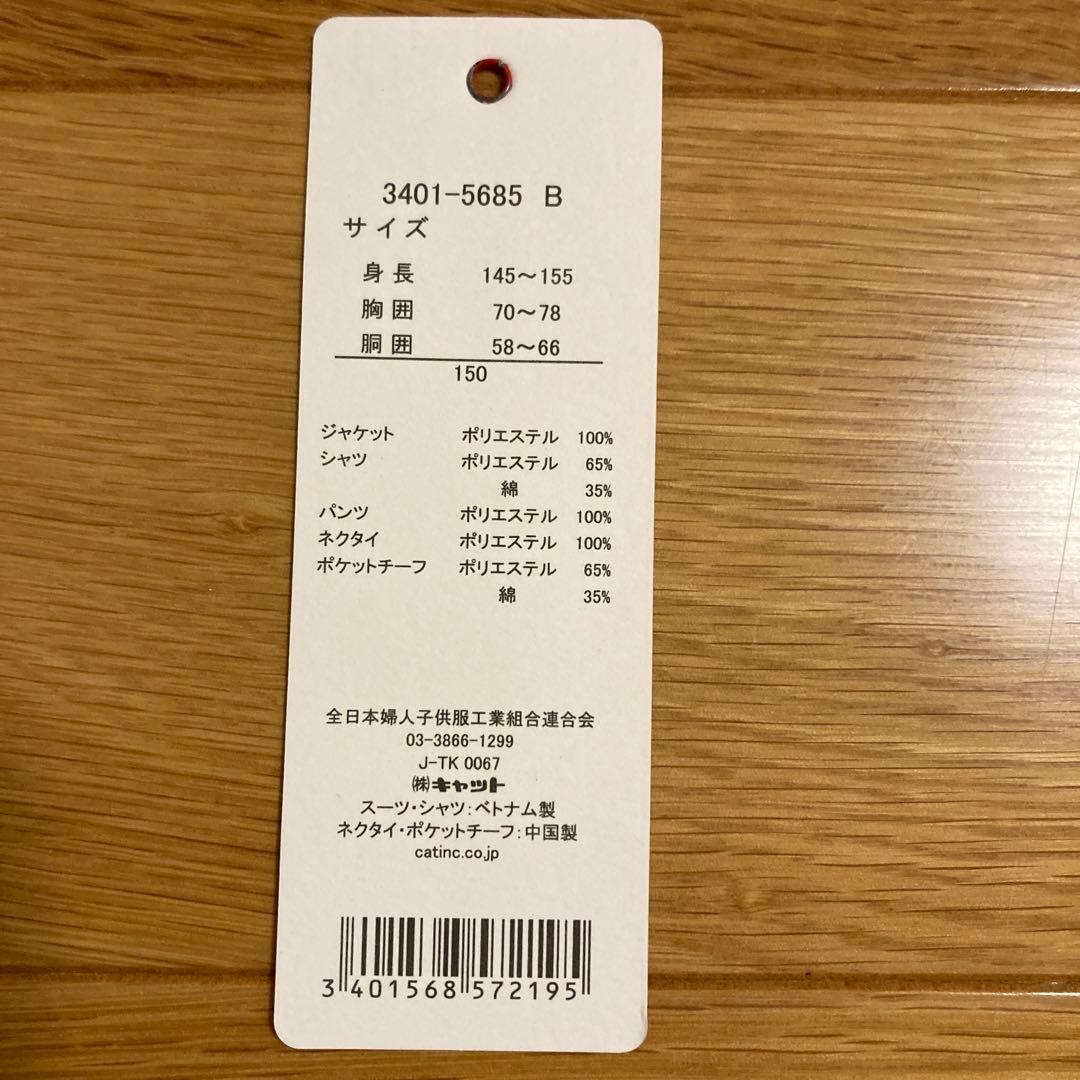 3401-5685 B
サイズ
身長 145～155
胸囲 70～78
胴囲 58～66
150
ジャケット ポリエステル 100%
シャツ ポリエステル 65%
綿 35%
パンツ ポリエステル 100%
ネクタイ ポリエステル 100%
ポケットチーフ ポリエステル 65%
綿 35%
全日本婦人子供服工業組合連合会
03-3866-1299
J-TK 0067
㈱キャット
スーツ・シャツ：ベトナム製
ネクタイ・ポケットチーフ：中国製
catinc.co.jp
3 401568 572195